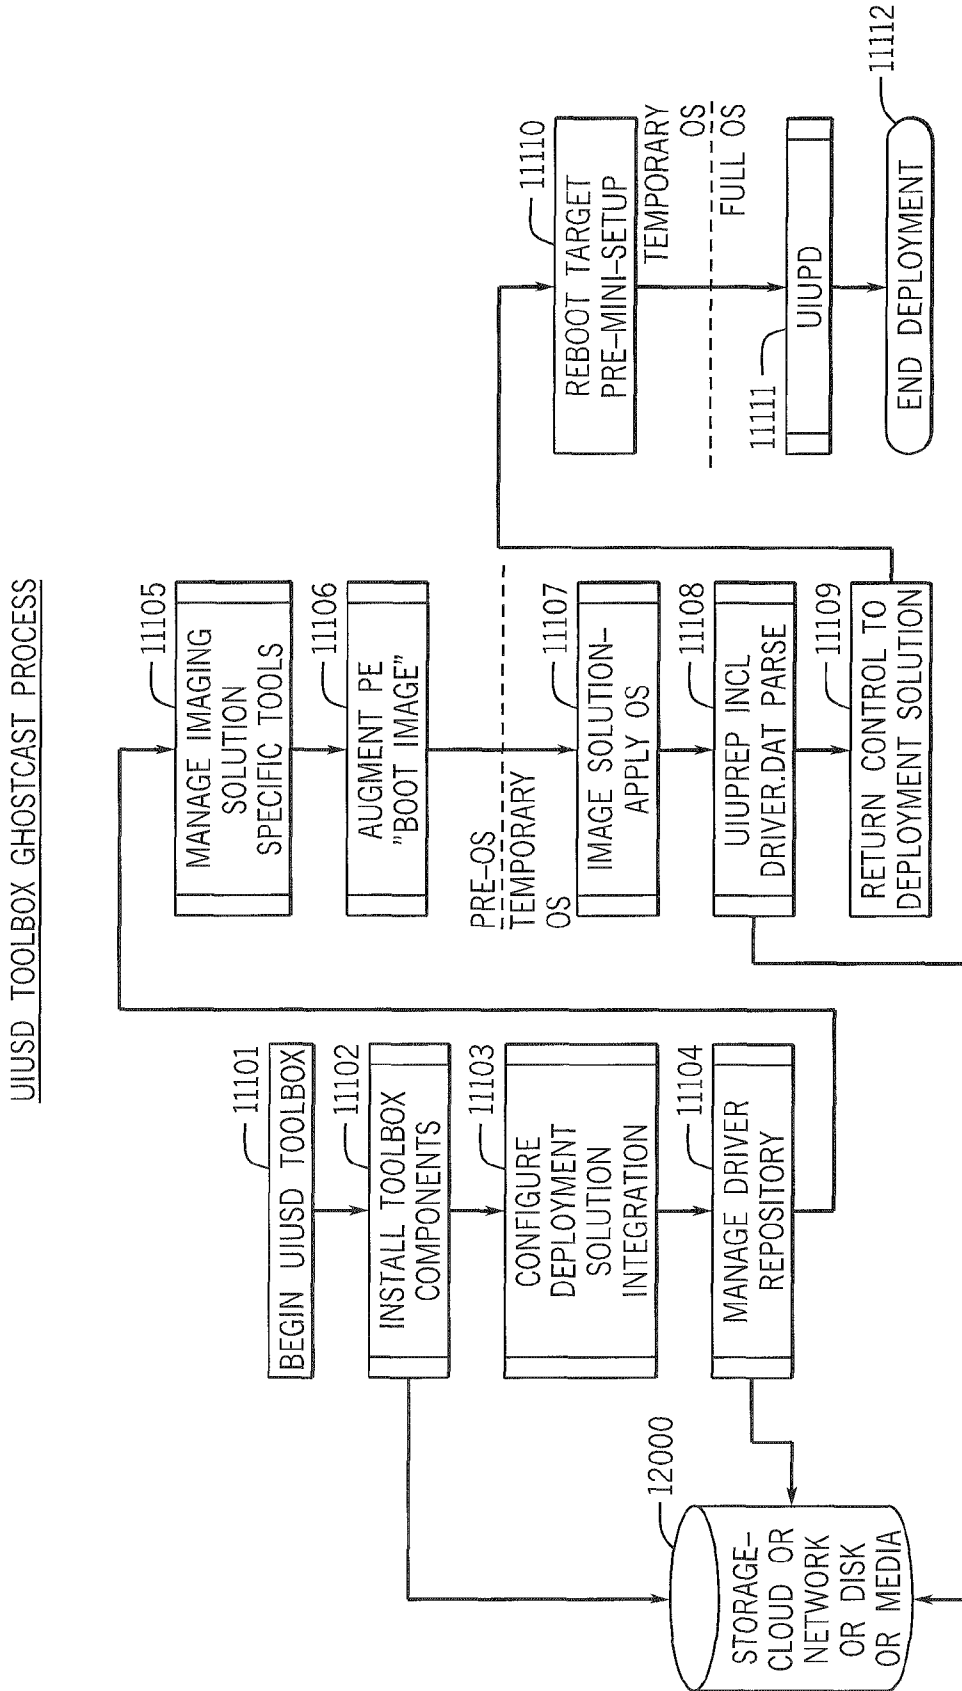 UIUSD TOOLBOX GHOSTCAST PROCESS
11101
BEGIN UIUSD TOOLBOX
11102
INSTALL TOOLBOX
COMPONENTS
11103
CONFIGURE
DEPLOYMENT
SOLUTION
INTEGRATION
11104
MANAGE DRIVER
REPOSITORY
12000
STORAGE–
CLOUD OR
NETWORK
OR DISK
OR MEDIA
11105
MANAGE IMAGING
SOLUTION
SPECIFIC TOOLS
11106
AUGMENT PE
"BOOT IMAGE"
PRE–OS
TEMPORARY
OS
11107
IMAGE SOLUTION–
APPLY OS
11108
UIUPREP INCL
DRIVER.DAT PARSE
11109
RETURN CONTROL TO
DEPLOYMENT SOLUTION
11110
REBOOT TARGET
PRE–MINI–SETUP
TEMPORARY
OS
FULL OS
11111
UIUPD
11112
END DEPLOYMENT